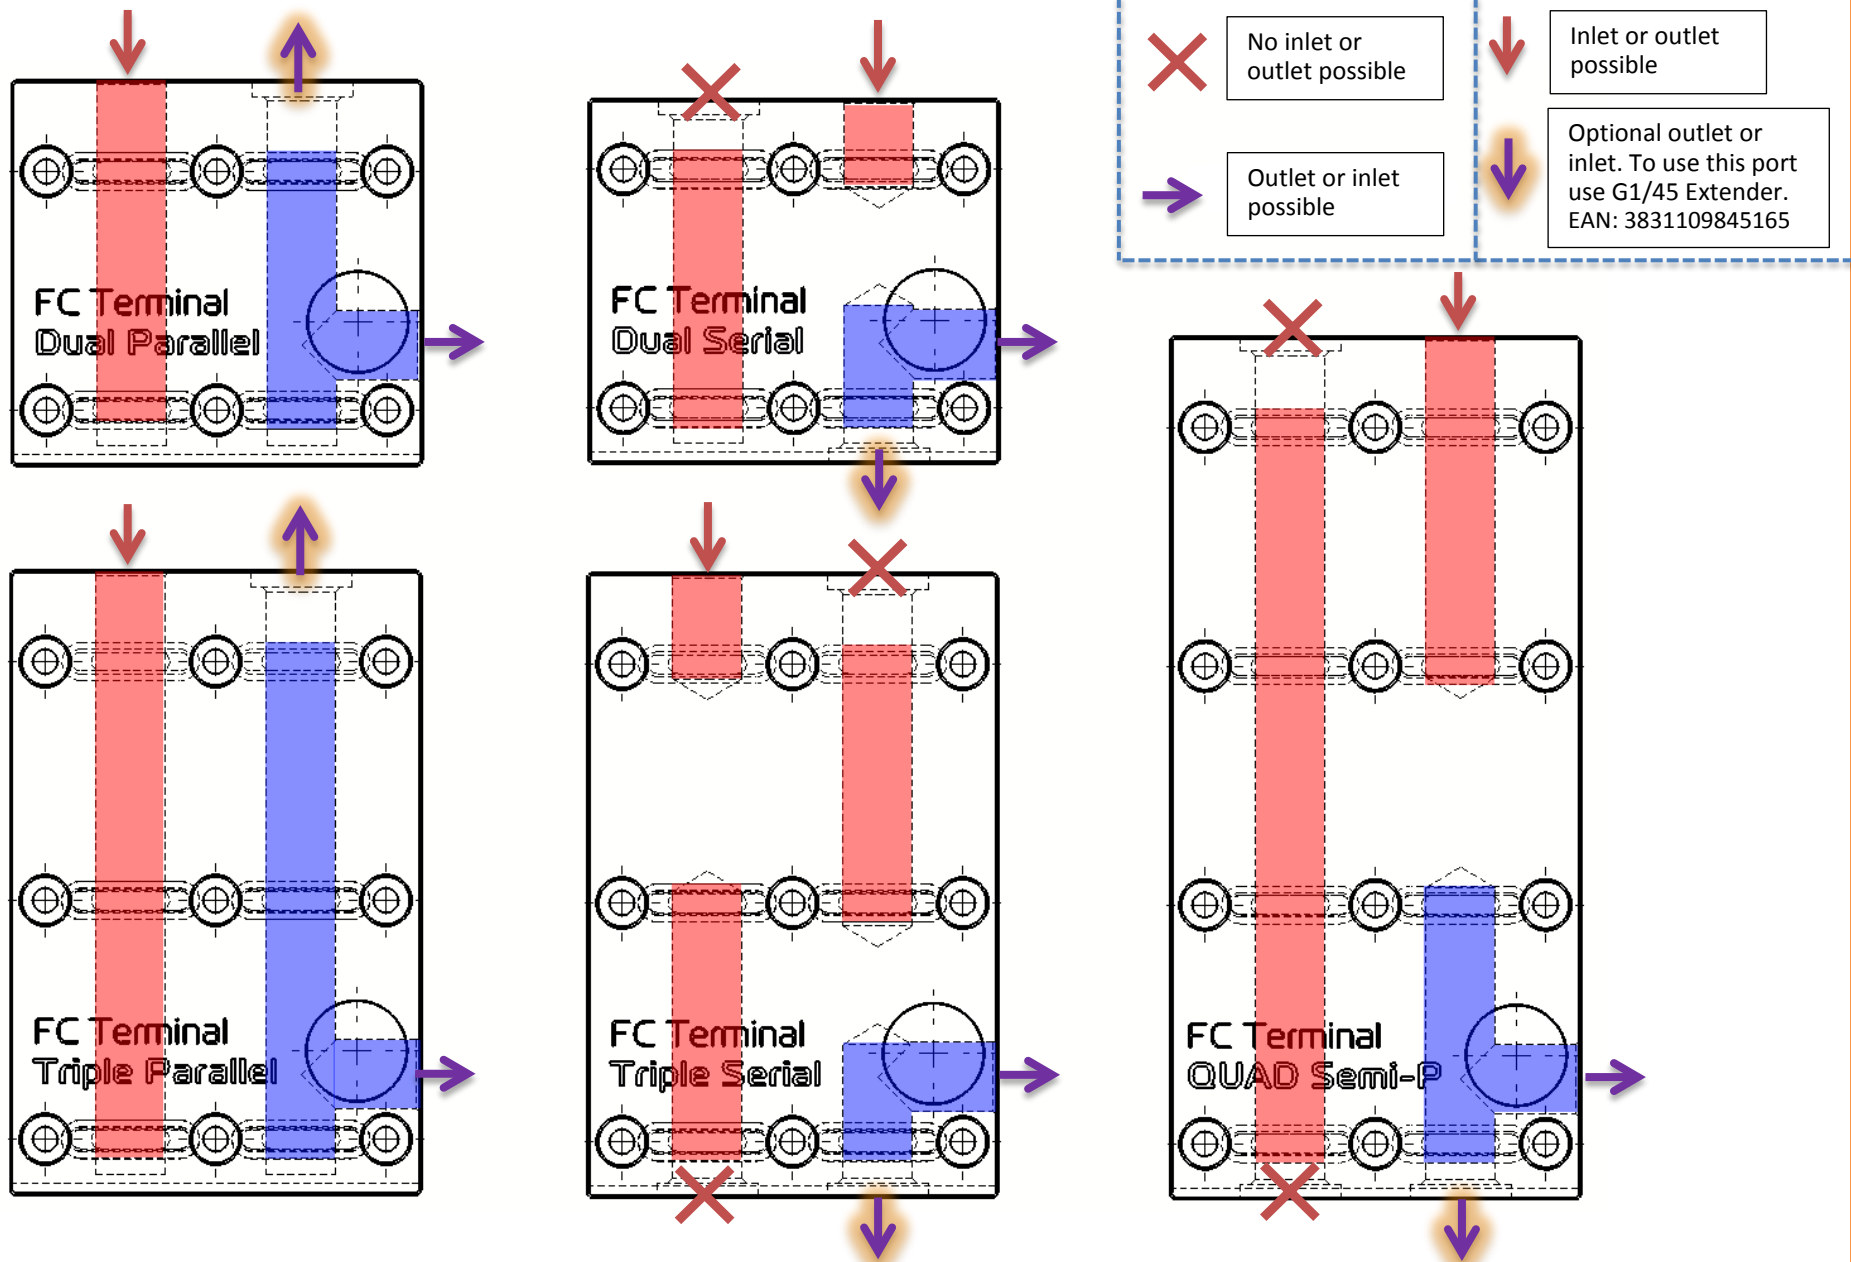 No inlet or
outlet possible
Inlet or outlet
possible
Outlet or inlet
possible
Optional outlet or
inlet. To use this port
use G1/45 Extender.
EAN: 3831109845165
FC Terminal
Dual Parallel
FC Terminal
Dual Serial
FC Terminal
Triple Parallel
FC Terminal
Triple Serial
FC Terminal
QUAD Semi-P